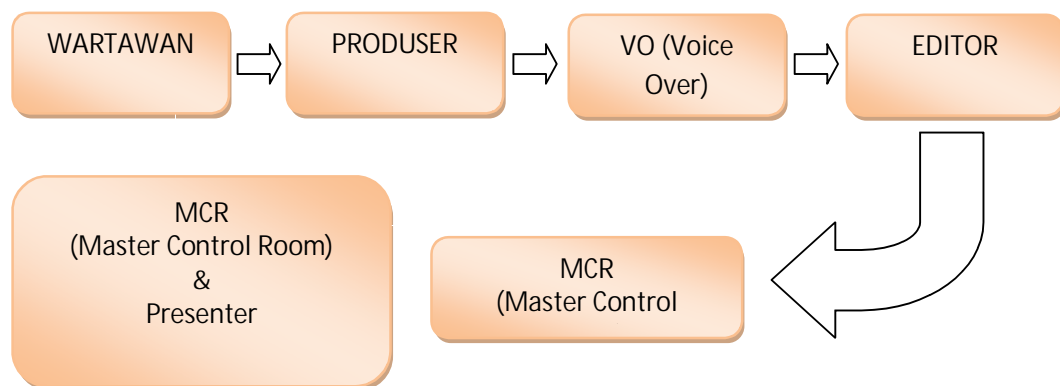 WARTAWAN
PRODUSER
VO (Voice
Over)
EDITOR
MCR
(Master Control Room)
&
Presenter
MCR
(Master Control